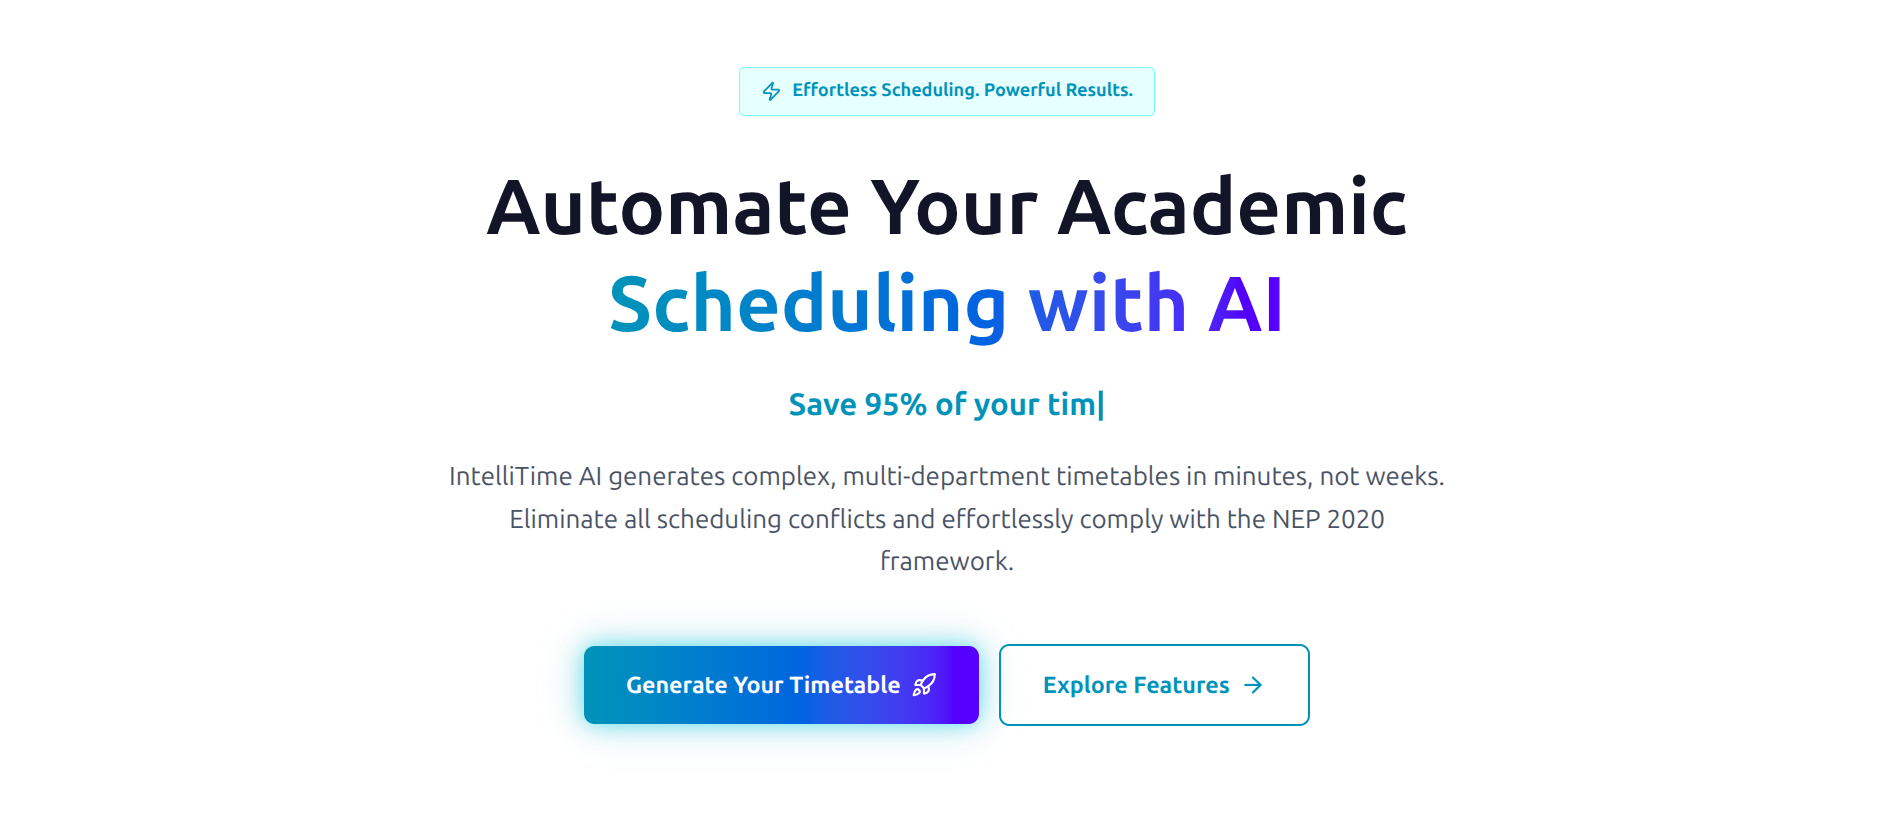 Effortless Scheduling. Powerful Results.
Automate Your Academic
Scheduling with AI
Save 95% of your tim|
IntelliTime AI generates complex, multi-department timetables in minutes, not weeks.
Eliminate all scheduling conflicts and effortlessly comply with the NEP 2020
framework.
Generate Your Timetable
Explore Features